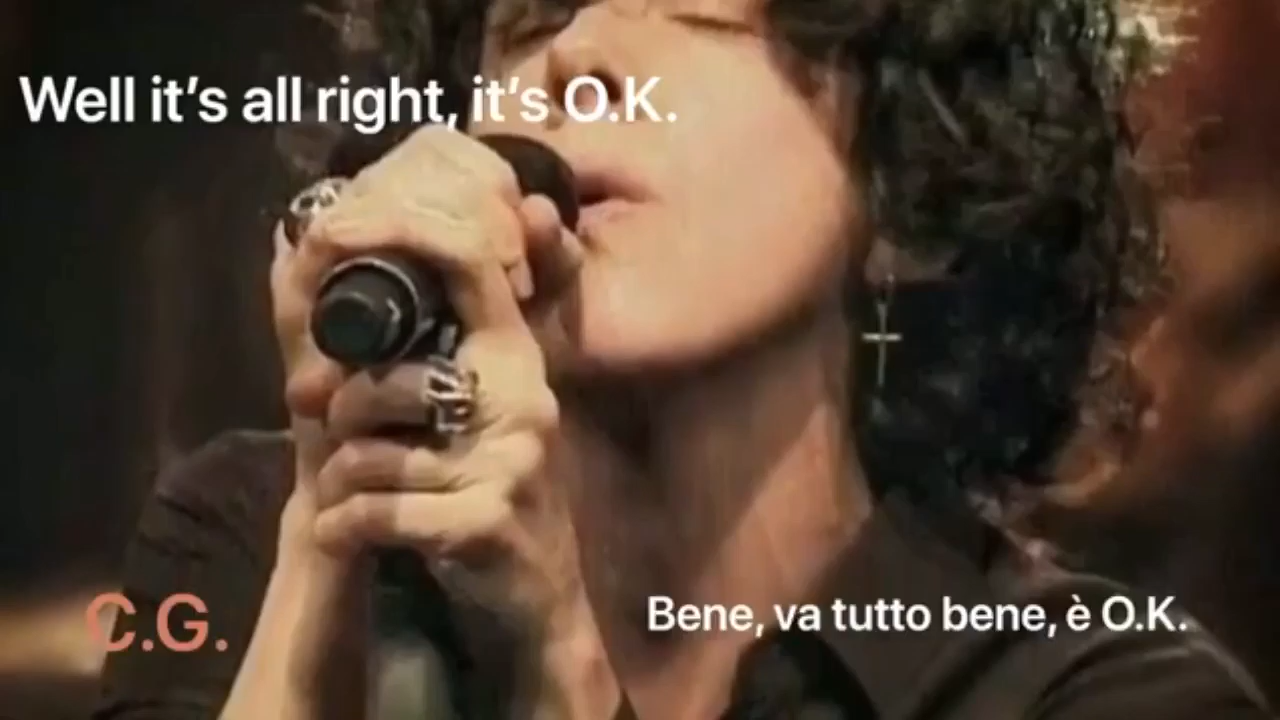 Well it’s all right, it’s O.K.
C.G.
Bene, va tutto bene, è O.K.